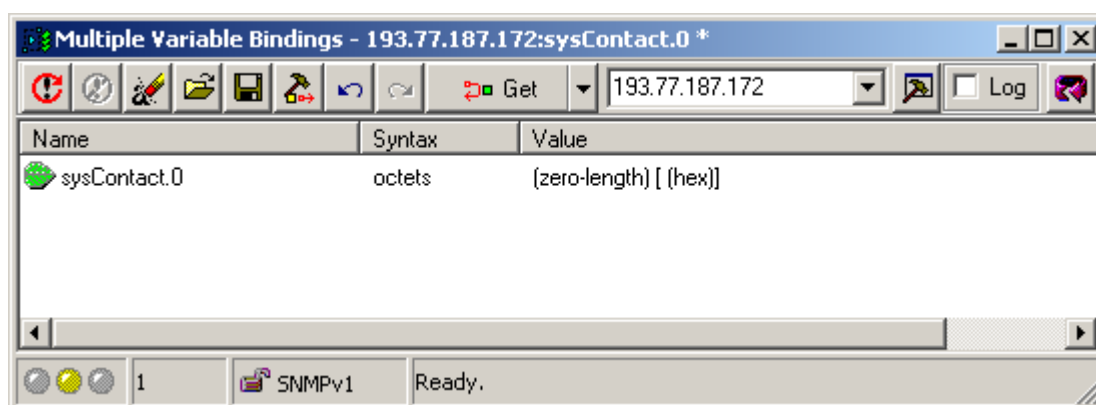 Multiple Variable Bindings - 193.77.187.172:sysContact.0 *
Get 193.77.187.172 Log
Name Syntax Value
sysContact.0 octets (zero-length) [ (hex)]
1 SNMPv1 Ready.